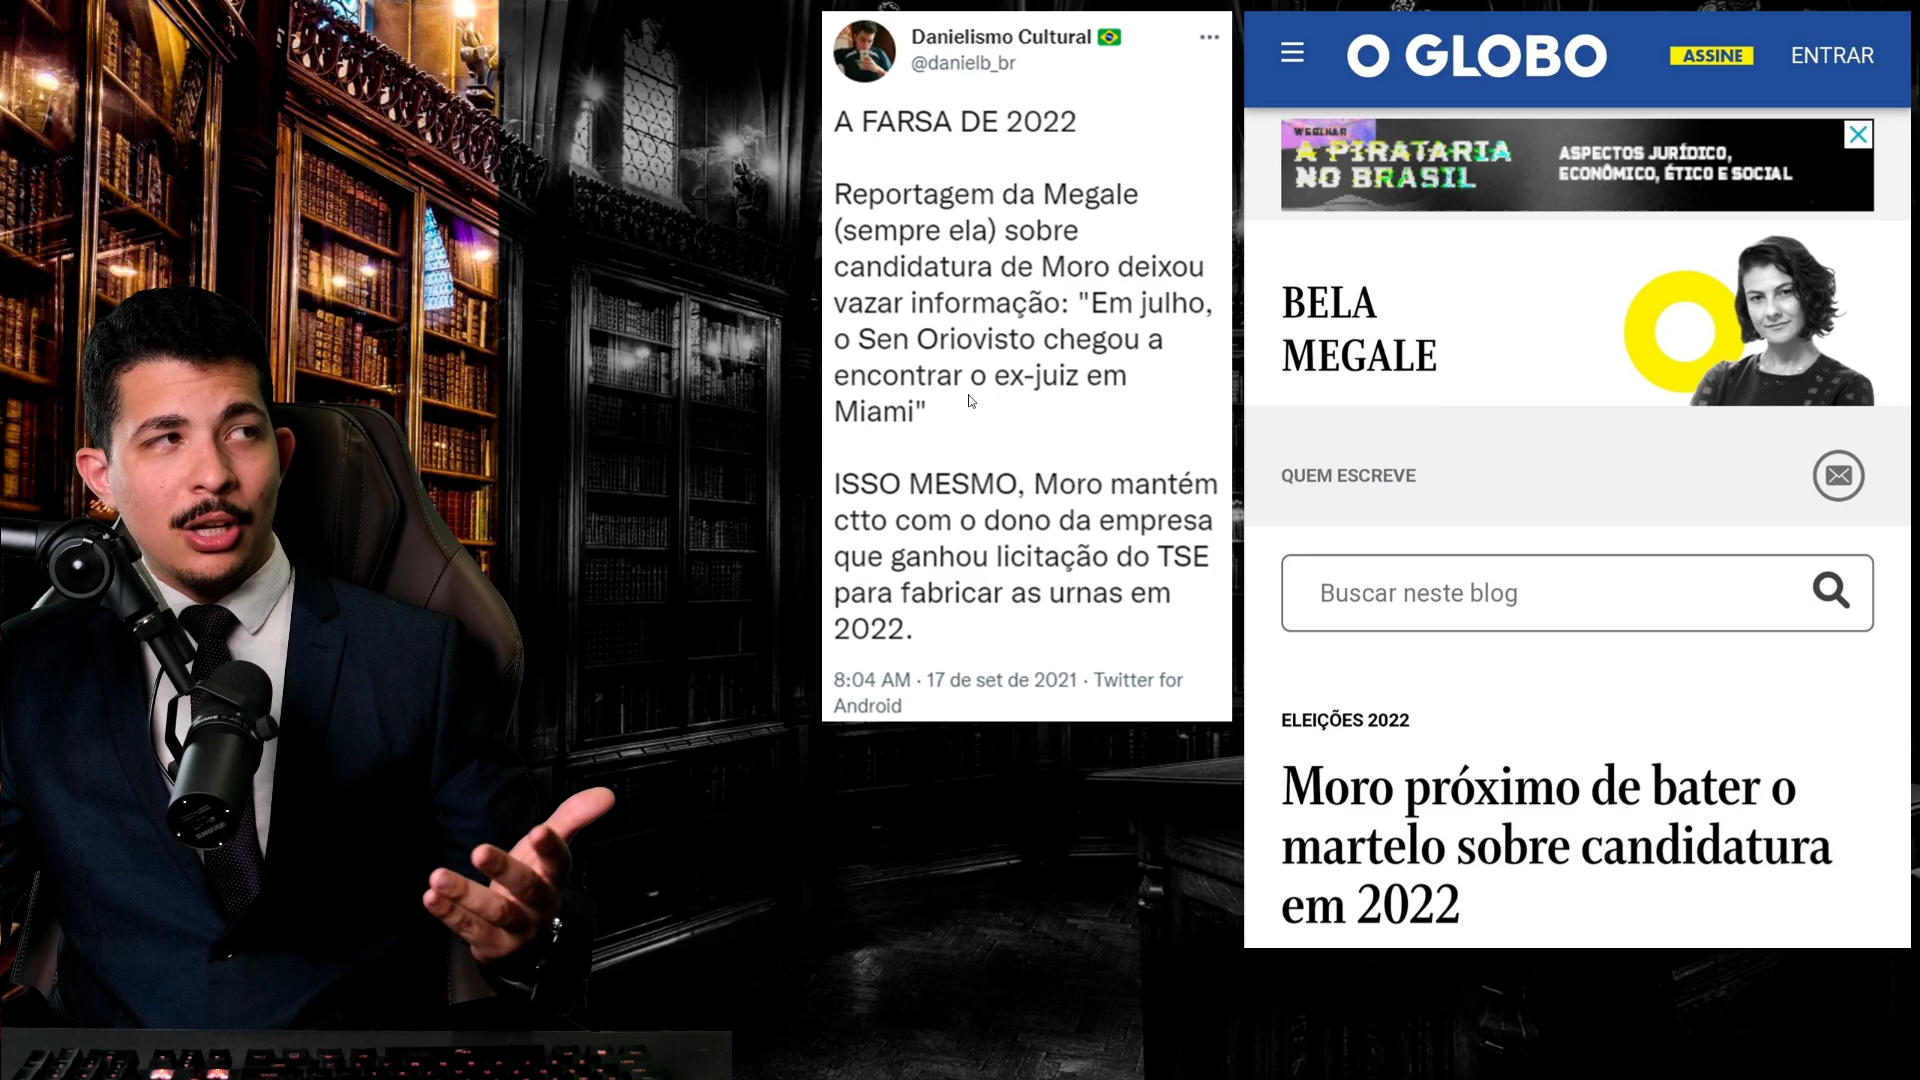 Danielismo Cultural
@danielb_br
A FARSA DE 2022
Reportagem da Megale
(sempre ela) sobre
candidatura de Moro deixou
vazar informação: "Em julho,
o Sen Oriovisto chegou a
encontrar o ex-juiz em
Miami"
ISSO MESMO, Moro mantém
ctto com o dono da empresa
que ganhou licitação do TSE
para fabricar as urnas em
2022.
8:04 AM · 17 de set de 2021 · Twitter for
Android
O GLOBO
ASSINE
ENTRAR
WEBINAR
A PIRATARIA
NO BRASIL
ASPECTOS JURÍDICO,
ECONÔMICO, ÉTICO E SOCIAL
BELA
MEGALE
QUEM ESCREVE
Buscar neste blog
ELEIÇÕES 2022
Moro próximo de bater o
martelo sobre candidatura
em 2022
SHURE